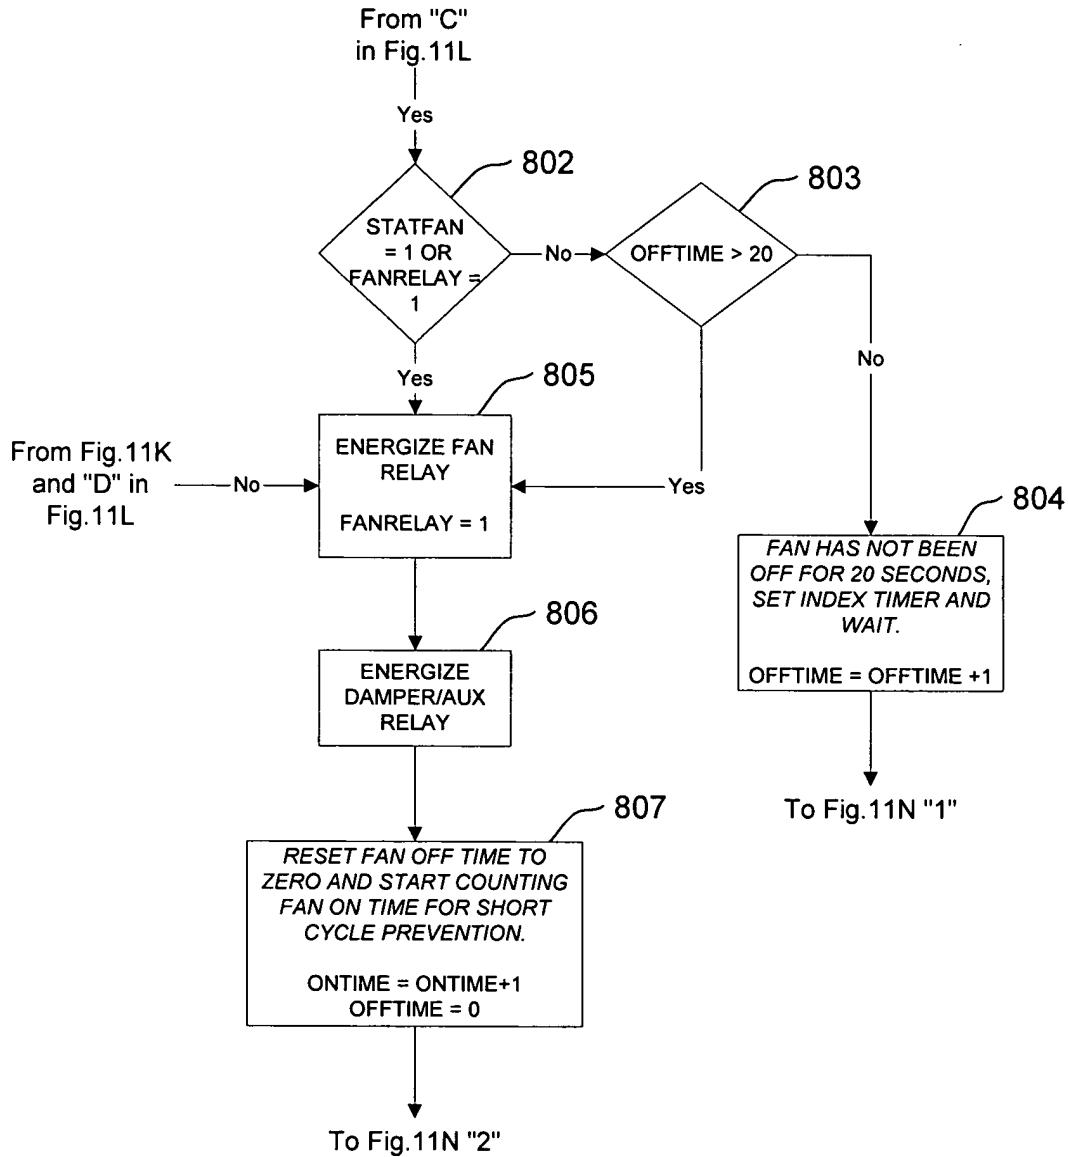 From "C"
in Fig.11L
Yes
802
803
STATFAN
= 1 OR
FANRELAY =
1
No
OFFTIME > 20
No
Yes
805
From Fig.11K
and "D" in
Fig.11L
No
ENERGIZE FAN
RELAY
FANRELAY = 1
Yes
804
FAN HAS NOT BEEN
OFF FOR 20 SECONDS,
SET INDEX TIMER AND
WAIT.
OFFTIME = OFFTIME +1
806
ENERGIZE
DAMPER/AUX
RELAY
To Fig.11N "1"
807
RESET FAN OFF TIME TO
ZERO AND START COUNTING
FAN ON TIME FOR SHORT
CYCLE PREVENTION.
ONTIME = ONTIME+1
OFFTIME = 0
To Fig.11N "2"